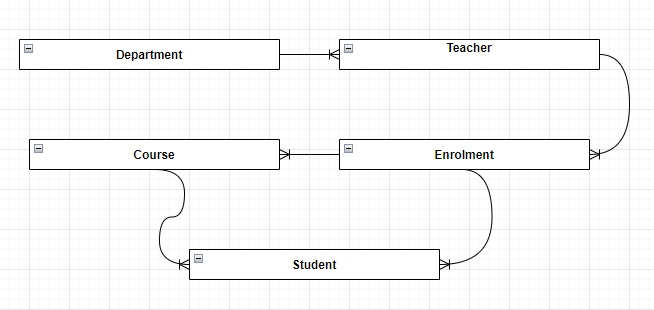 Department
Teacher
Course
Enrolment
Student